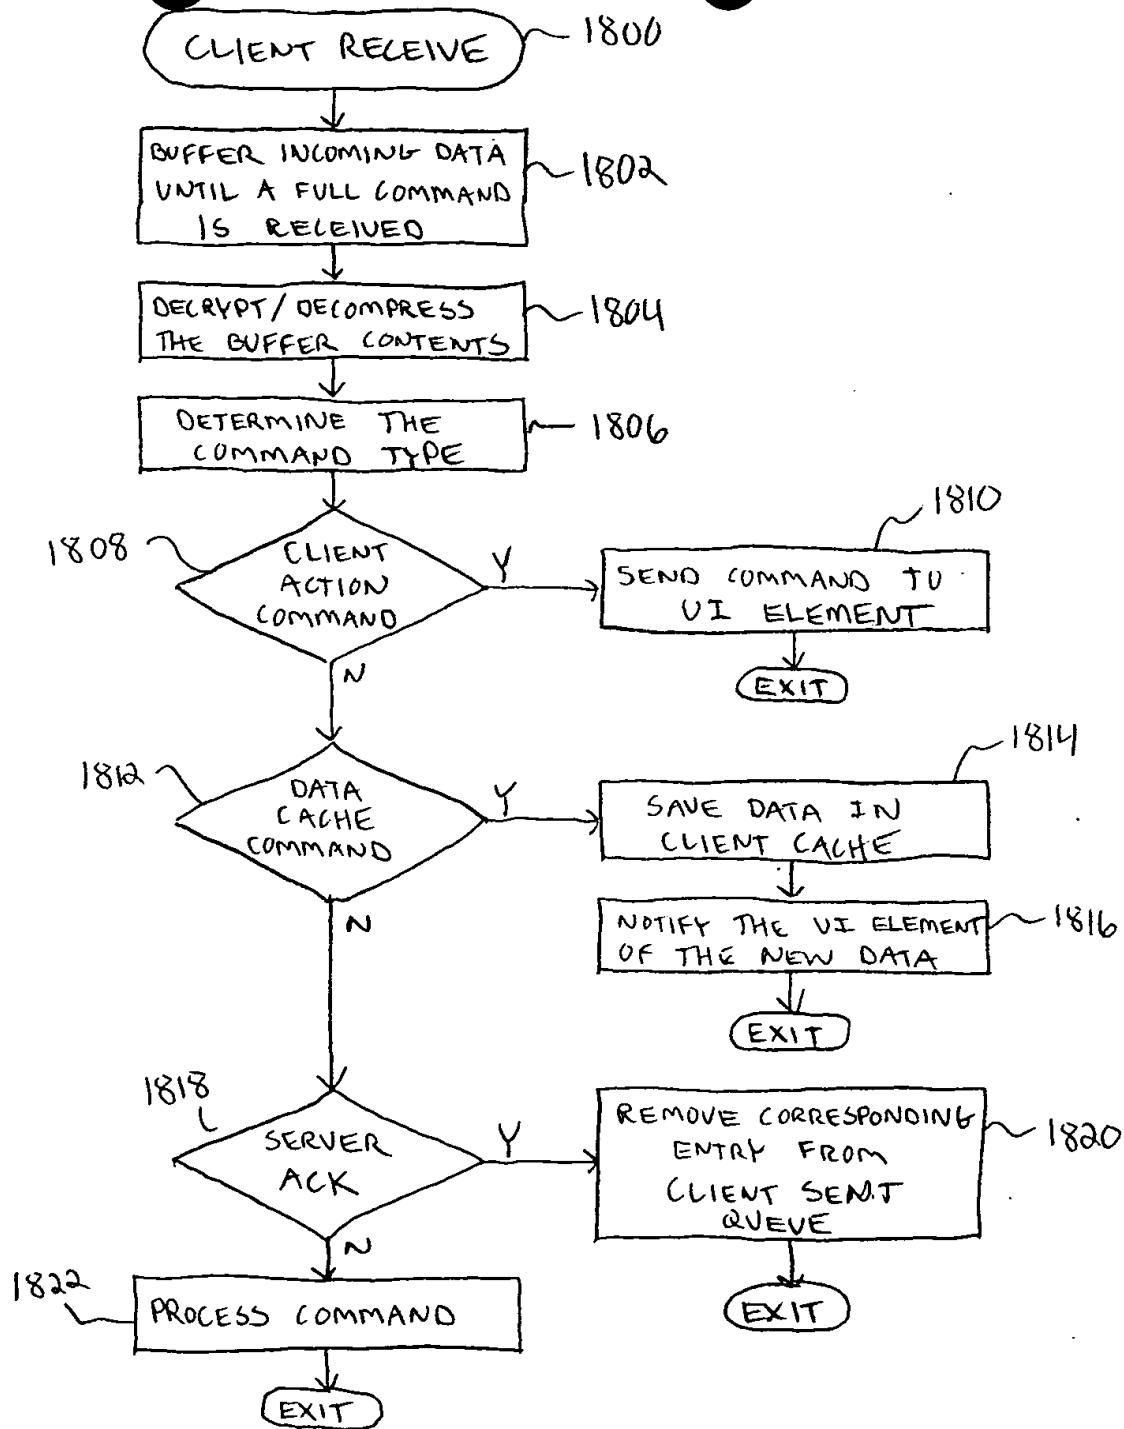 CLIENT RECEIVE
1800
BUFFER INCOMING DATA
UNTIL A FULL COMMAND
IS RECEIVED
1802
DECRYPT/DECOMPRESS
THE BUFFER CONTENTS
1804
DETERMINE THE
COMMAND TYPE
1806
1808
CLIENT
ACTION
COMMAND
Y
N
1810
SEND COMMAND TO
UI ELEMENT
EXIT
1812
DATA
CACHE
COMMAND
Y
N
1814
SAVE DATA IN
CLIENT CACHE
NOTIFY THE UI ELEMENT
OF THE NEW DATA
1816
EXIT
1818
SERVER
ACK
Y
N
REMOVE CORRESPONDING
ENTRY FROM
CLIENT SENT
QUEUE
1820
EXIT
1822
PROCESS COMMAND
EXIT